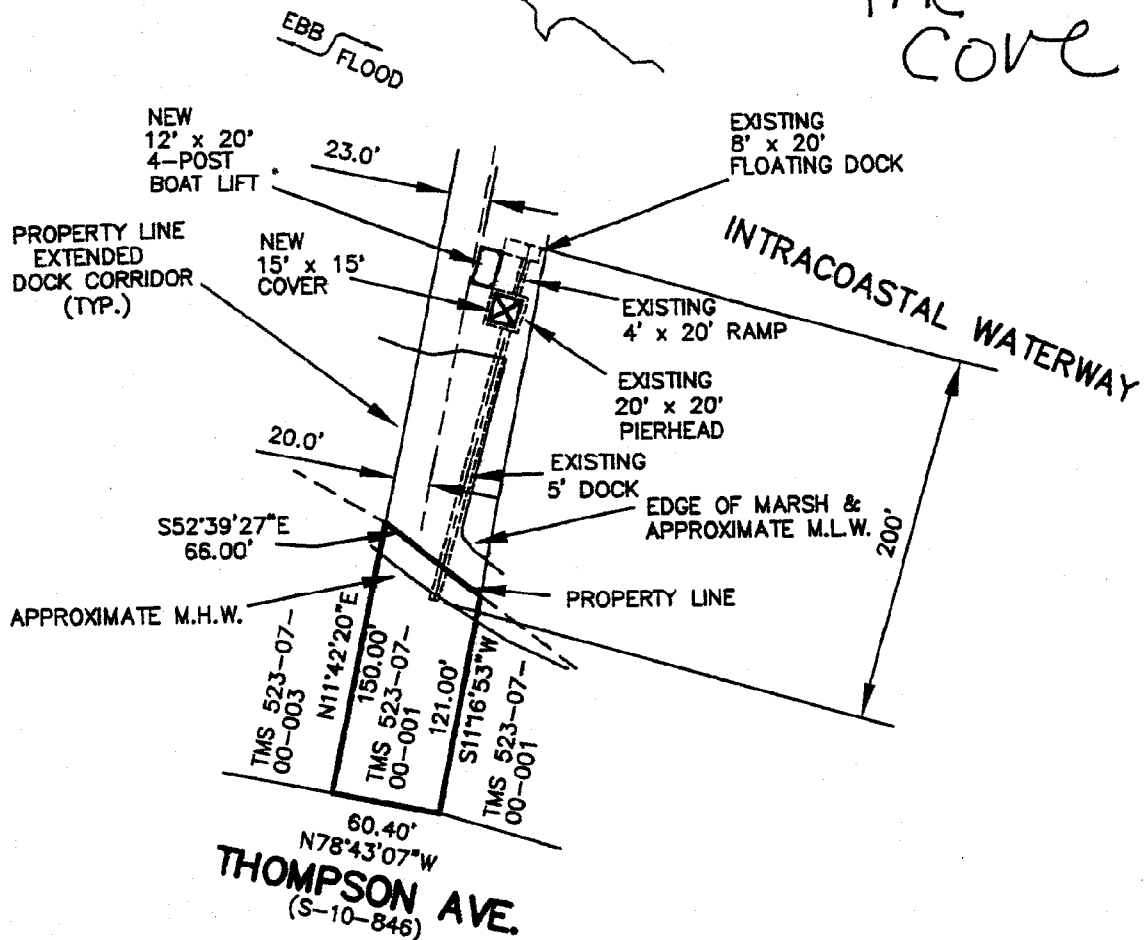 THE
COVE
EBB
FLOOD
NEW
12' x 20'
4-POST
BOAT LIFT
23.0'
EXISTING
8' x 20'
FLOATING DOCK
PROPERTY LINE
EXTENDED
DOCK CORRIDOR
(TYP.)
NEW
15' x 15'
COVER
INTRACOASTAL WATERWAY
EXISTING
4' x 20' RAMP
EXISTING
20' x 20'
PIERHEAD
20.0'
EXISTING
5' DOCK
EDGE OF MARSH &
APPROXIMATE M.L.W.
200'
S52°39'27"E
66.00'
APPROXIMATE M.H.W.
PROPERTY LINE
TMS 523-07-
00-003
N11°42'20"E
150.00'
TMS 523-07-
00-001
121.00'
S11°16'53"W
TMS 523-07-
00-001
60.40'
N78°43'07"W
THOMPSON AVE.
(S-10-846)